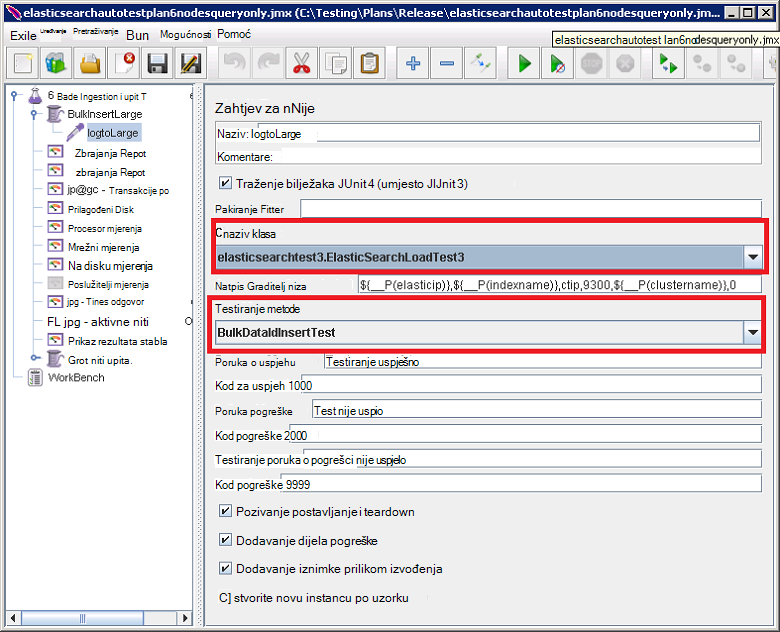 elasticsearchautotestplan6nodesqueryonly.jmx (C:\Testing\Plans\Release\elasticsearchautotestplan6nodesqueryonly.jm...
Exile Uređivanje Pretraživanje Bun Mogućnosti Pomoć
elasticsearchautotest lan6nodesqueryonly.jmx
6 Bade Ingestion i upit T
BulkInsertLarge
logtoLarge
Zbrajanja Repot
zbrajanja Repot
jp@gc - Transakcije po
Prilagođeni Disk
Procesor mjerenja
Mrežni mjerenja
Na disku mjerenja
Poslužitelji mjerenja
jpg - Tines odgovor
FL jpg - aktivne niti
Prikaz rezultata stabla
Grot niti upita.
WorkBench
Zahtjev za nNije
Naziv: logtoLarge
Komentare:
Traženje bilježaka JUnit4 (umjesto JIJnit3)
Pakiranje Fitter
Cnaziv klasa
elasticsearchtest3.ElasticSearchLoadTest3
Natpis Graditelj niza ${__P(elasticip)},${__P(indexname)},ctip,9300,${__P(clustername)},0
Testiranje metode
BulkDataIdInsertTest
Poruka o uspjehu Testiranje uspješno
Kod za uspjeh 1000
Poruka pogreške Test nije uspio
Kod pogreške 2000
Testiranje poruka o pogrešci nije uspjelo
Kod pogreške 9999
Pozivanje postavljanje i teardown
Dodavanje dijela pogreške
Dodavanje iznimke prilikom izvođenja
C] stvorite novu instancu po uzorku